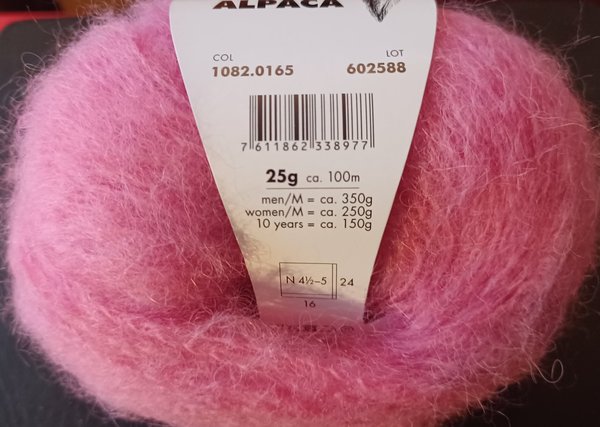 ALPACA
COL LOT
1082.0165 602588
7 611862 338977
25g ca. 100m
men/M = ca. 350g
women/M = ca. 250g
10 years = ca. 150g
N 4½–5 24
16